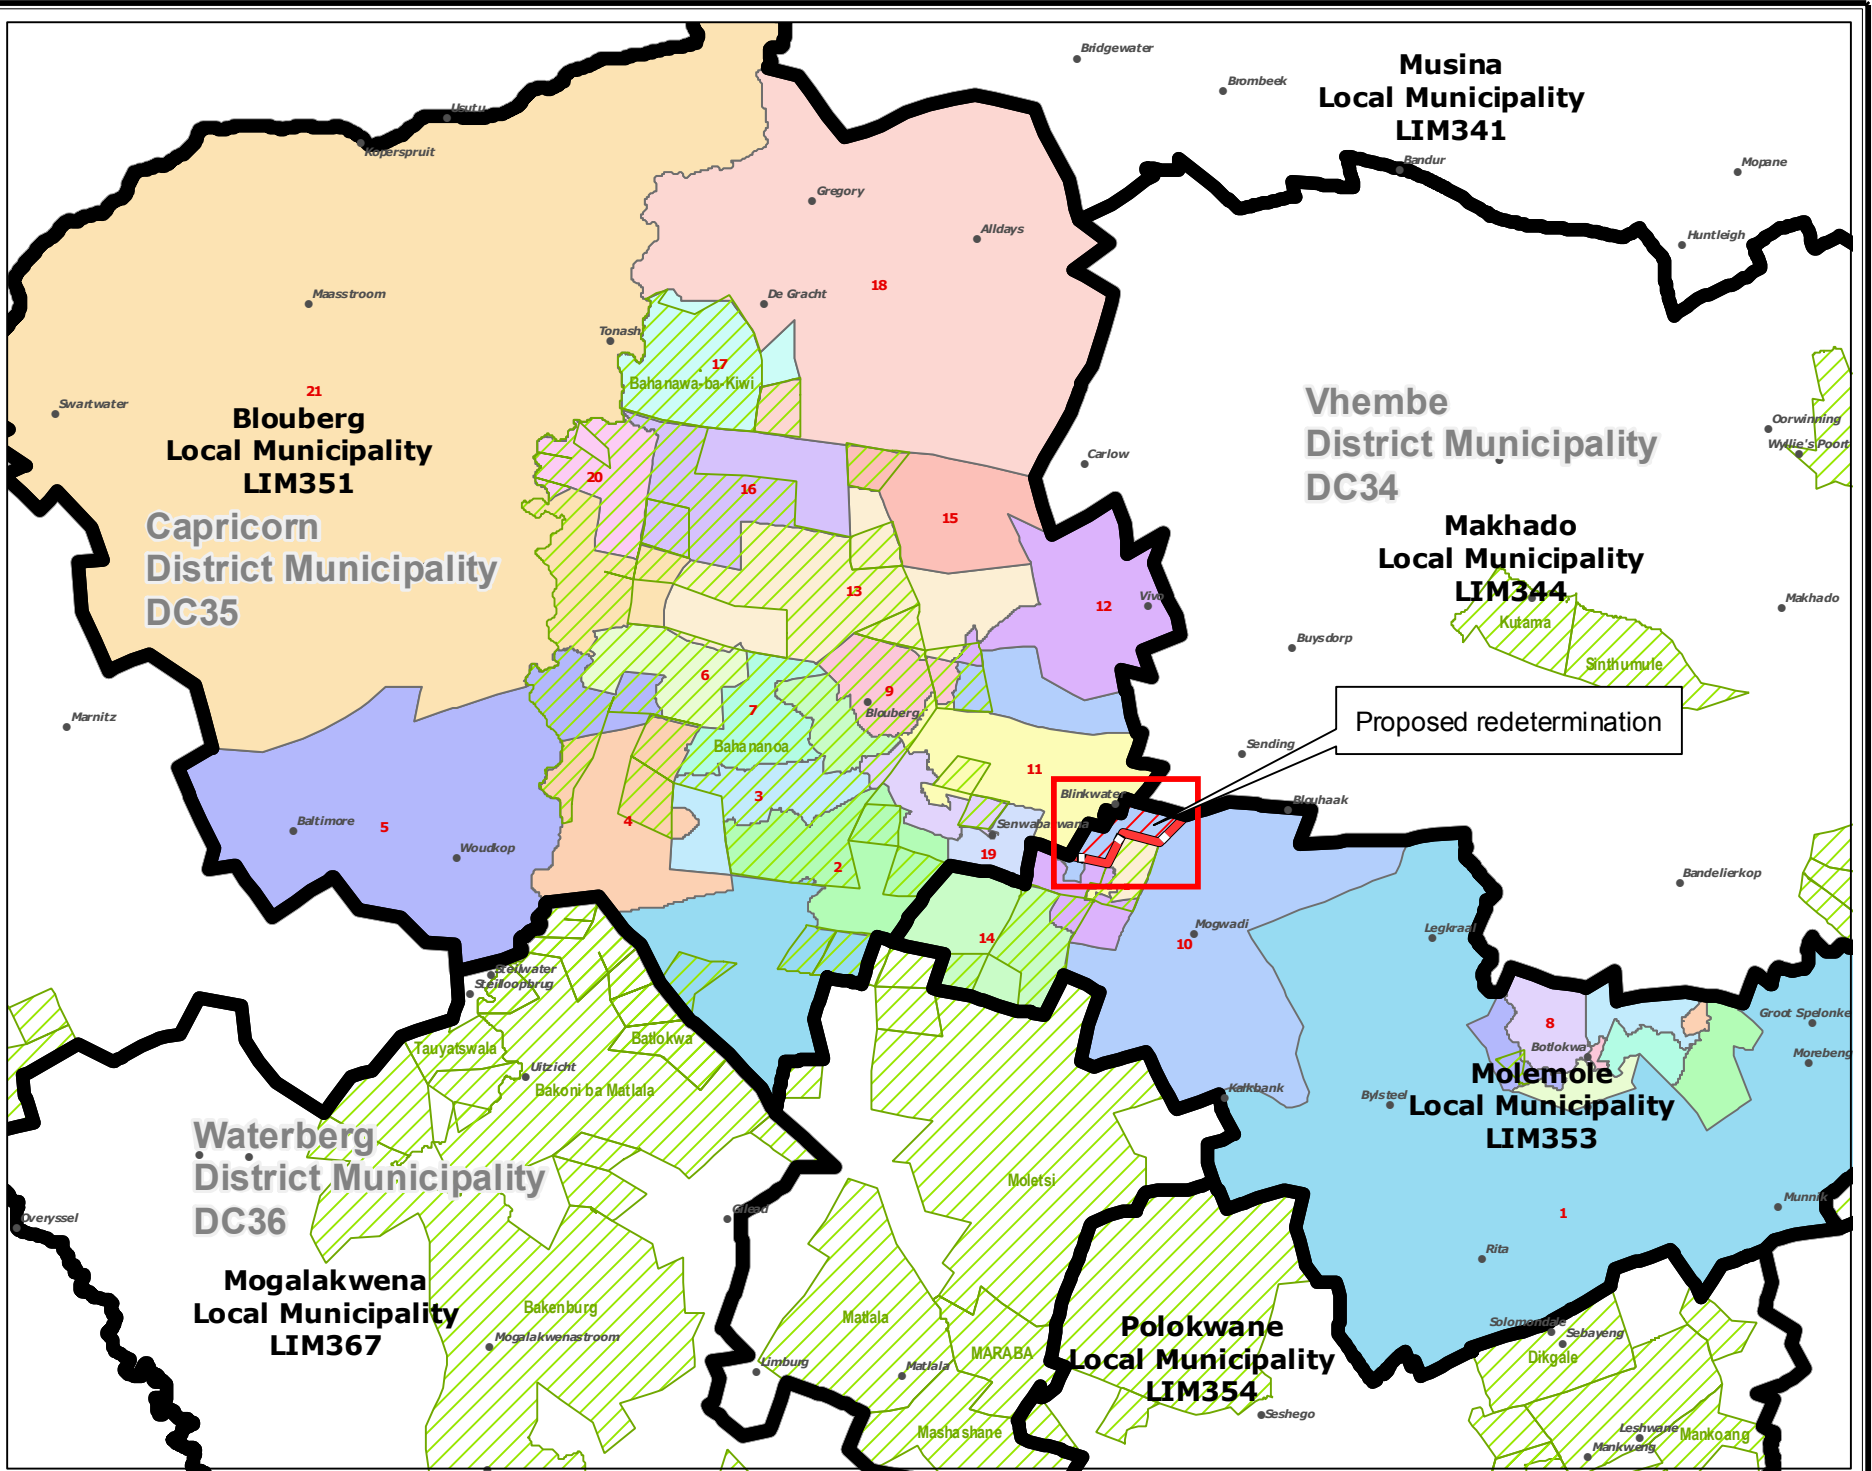 Bridgewater
Brombeek
Musina
Local Municipality
LIM341
Usutu
Koperspruit
Bandur
Mopane
Gregory
Alldays
Huntleigh
18
Maasstroom
De Gracht
Tonash
17
Bahanawa-ba-Kiwi
21
Swartwater
Blouberg
Local Municipality
LIM351
Vhembe
District Municipality
DC34
Oorwinning
Wyllie's Poort
Carlow
20
16
15
Capricorn
District Municipality
DC35
Makhado
Local Municipality
LIM344
13
12
Vivo
Makhado
Kutama
Buysdorp
Sinthumule
6
9
7
Blouberg
Marnitz
Proposed redetermination
Bahananoa
Sending
11
3
Blinkwater
Blouhaak
Baltimore
5
4
Senwabarwana
Woudkop
2
19
Bandelierkop
14
Mogwadi
10
Legkraal
Steilwater
Steilloopbrug
8
Groot Spelonke
Batlokwa
Tauyatswala
Botlokwa
Morebeng
Uitzicht
Bakoni ba Matlala
Kalkbank
Bylsteel
Molemole
Local Municipality
LIM353
Waterberg
District Municipality
DC36
Moletsi
Munnik
Overyssel
Gilead
1
Rita
Mogalakwena
Local Municipality
LIM367
Bakenburg
Mogalakwenastroom
Matlala
Polokwane
Local Municipality
LIM354
Solomondale
Sebayeng
Dikgale
MARABA
Limburg
Matlala
Seshego
Mashashane
Leshwane
Mankoang
Mankweng